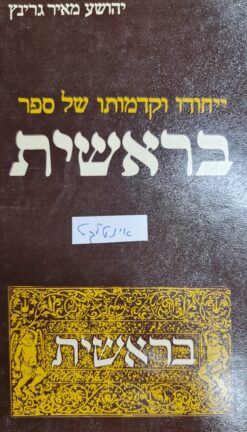 יהושע מאיר גרינץ
ייחודו וקדמותו של ספר
בראשית
בראשית